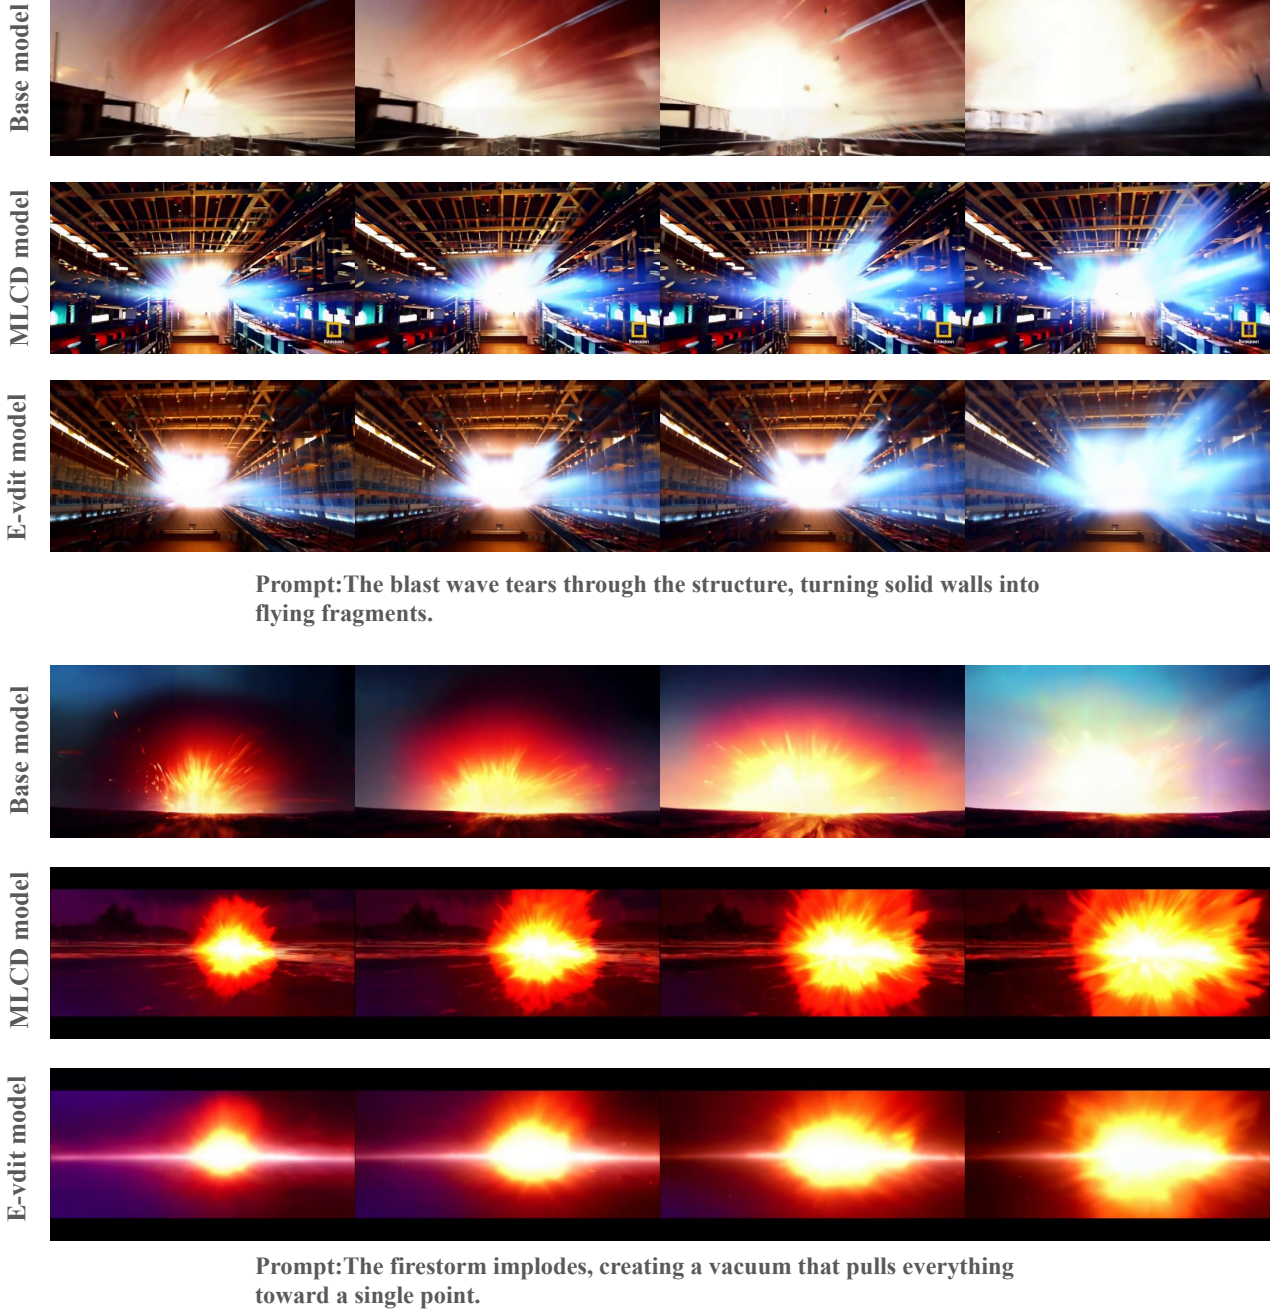 Base model
MLCD model
E-vdit model
Prompt:The blast wave tears through the structure, turning solid walls into
flying fragments.
Base model
MLCD model
E-vdit model
Prompt:The firestorm implodes, creating a vacuum that pulls everything
toward a single point.